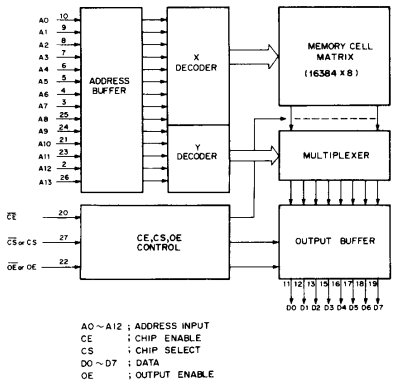 A0 10
A1 9
A2 8
A3 7
A4 6
A5 5
A6 4
A7 3
A8 25
A9 24
A10 21
A11 23
A12 2
A13 26
ADDRESS
BUFFER
X
DECODER
Y
DECODER
MEMORY CELL
MATRIX
(16384 X 8)
MULTIPLEXER
CE 20
CS or CS 27
OE or OE 22
CE,CS,OE
CONTROL
OUTPUT BUFFER
11 12 13 15 16 17 18 19
D0 D1 D2 D3 D4 D5 D6 D7
A0 ~ A12 ; ADDRESS INPUT
CE ; CHIP ENABLE
CS ; CHIP SELECT
D0 ~ D7 ; DATA
OE ; OUTPUT ENABLE